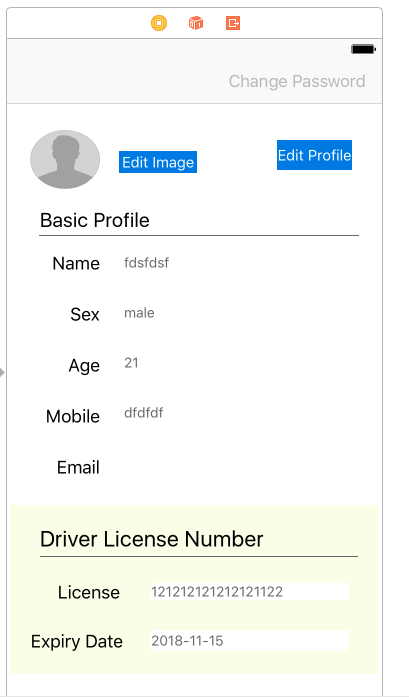 Change Password
Edit Image
Edit Profile
Basic Profile
Name fdsfdsf
Sex male
Age 21
Mobile dfdfdf
Email
Driver License Number
License 121212121212121122
Expiry Date 2018-11-15